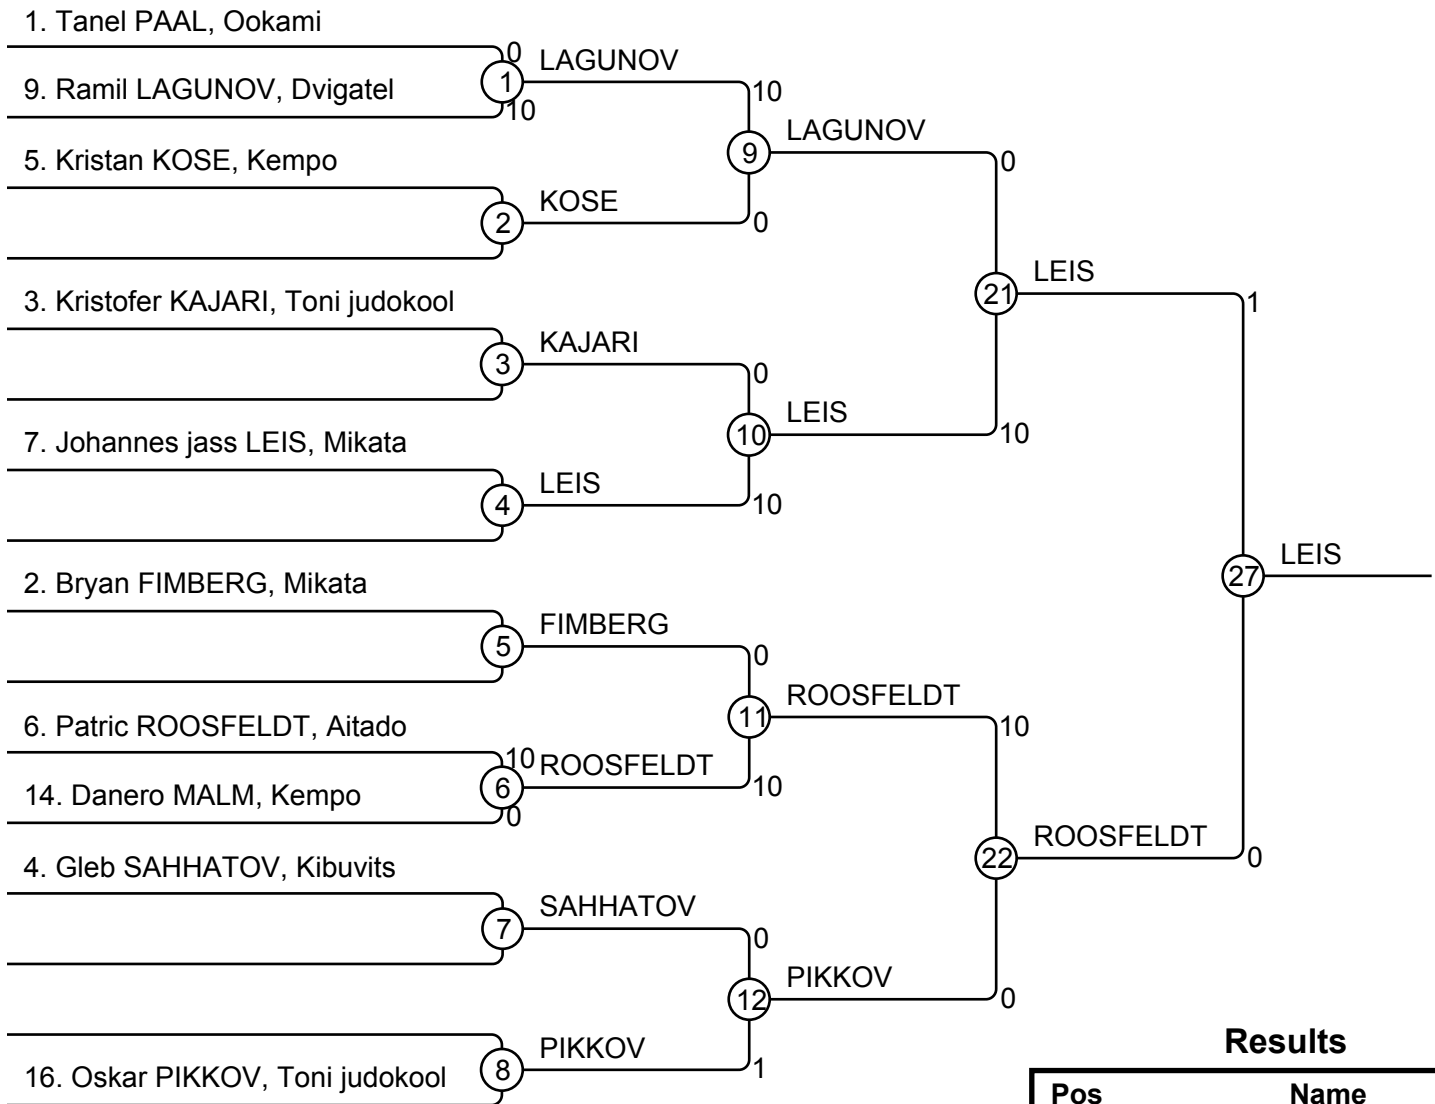 1. Tanel PAAL, Ookami
0
LAGUNOV
1
9. Ramil LAGUNOV, Dvigatel
10
10
LAGUNOV
9
0
5. Kristan KOSE, Kempo
KOSE
2
0
LEIS
21
1
3. Kristofer KAJARI, Toni judokool
KAJARI
3
0
LEIS
10
10
7. Johannes jass LEIS, Mikata
LEIS
4
10
LEIS
27
2. Bryan FIMBERG, Mikata
FIMBERG
5
0
ROOSFELDT
11
10
6. Patric ROOSFELDT, Aitado
10
ROOSFELDT
6
10
14. Danero MALM, Kempo
0
ROOSFELDT
22
0
4. Gleb SAHHATOV, Kibuvits
SAHHATOV
7
0
PIKKOV
12
0
PIKKOV
8
1
16. Oskar PIKKOV, Toni judokool
Results
Pos Name